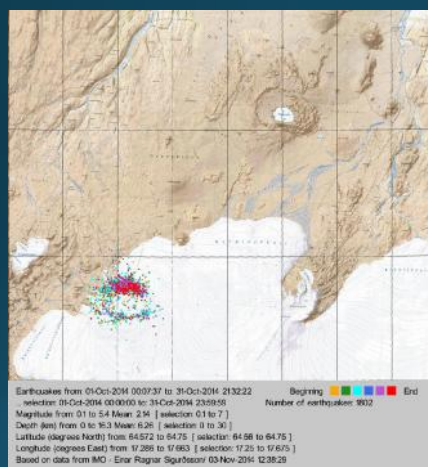 Earthquakes from: 01-Oct-2014 00:07:37 to 31-Oct-2014 21:32:22 Beginning End
... selection: 01-Oct-2014 00:00:00 to: 31-Oct-2014 23:59:59 Number of earthquakes: 1802
Magnitude from: 0.1 to 5.4 Mean: 2.14 [ selection: 0.1 to 7 ]
Depth (km) from: 0 to 16.3 Mean: 6.26 [ selection: 0 to 30 ]
Latitude (degrees North) from: 64.572 to 64.75 [ selection: 64.56 to 64.75 ]
Longitude (degrees East) from: 17.286 to 17.663 [ selection: 17.25 to 17.675 ]
Based on data from IMO - Einar Ragnar Sigurðsson/ 03-Nov-2014 12:38:29